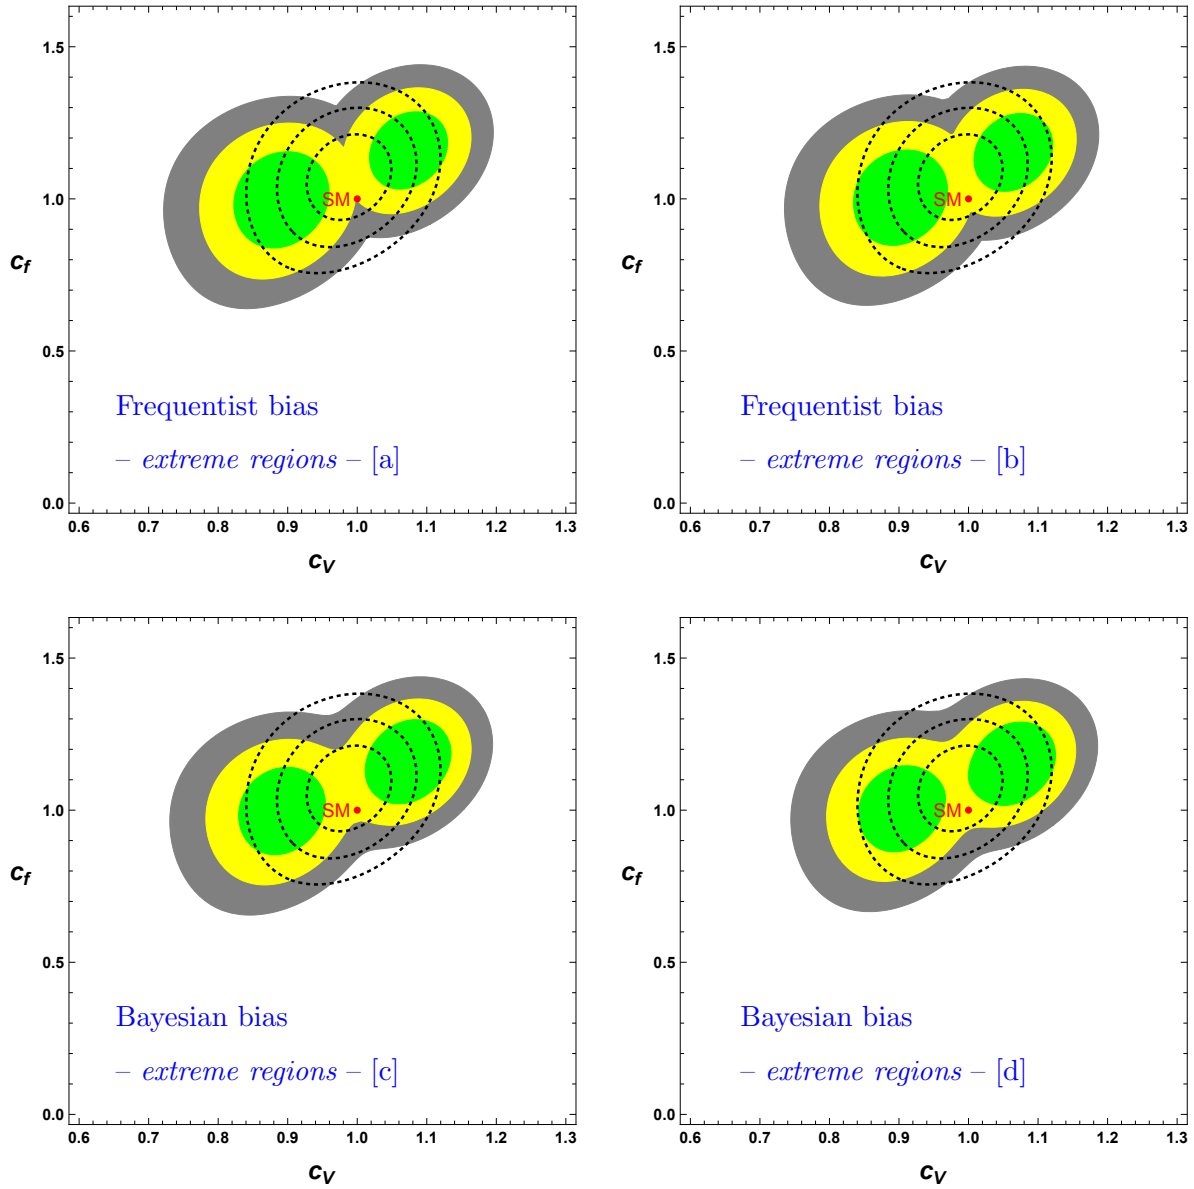 1.5
1.0
0.5
0.0
c_f
SM
Frequentist bias
– extreme regions – [a]
0.6 0.7 0.8 0.9 1.0 1.1 1.2 1.3
c_V
1.5
1.0
0.5
0.0
c_f
SM
Frequentist bias
– extreme regions – [b]
0.6 0.7 0.8 0.9 1.0 1.1 1.2 1.3
c_V
1.5
1.0
0.5
0.0
c_f
SM
Bayesian bias
– extreme regions – [c]
0.6 0.7 0.8 0.9 1.0 1.1 1.2 1.3
c_V
1.5
1.0
0.5
0.0
c_f
SM
Bayesian bias
– extreme regions – [d]
0.6 0.7 0.8 0.9 1.0 1.1 1.2 1.3
c_V